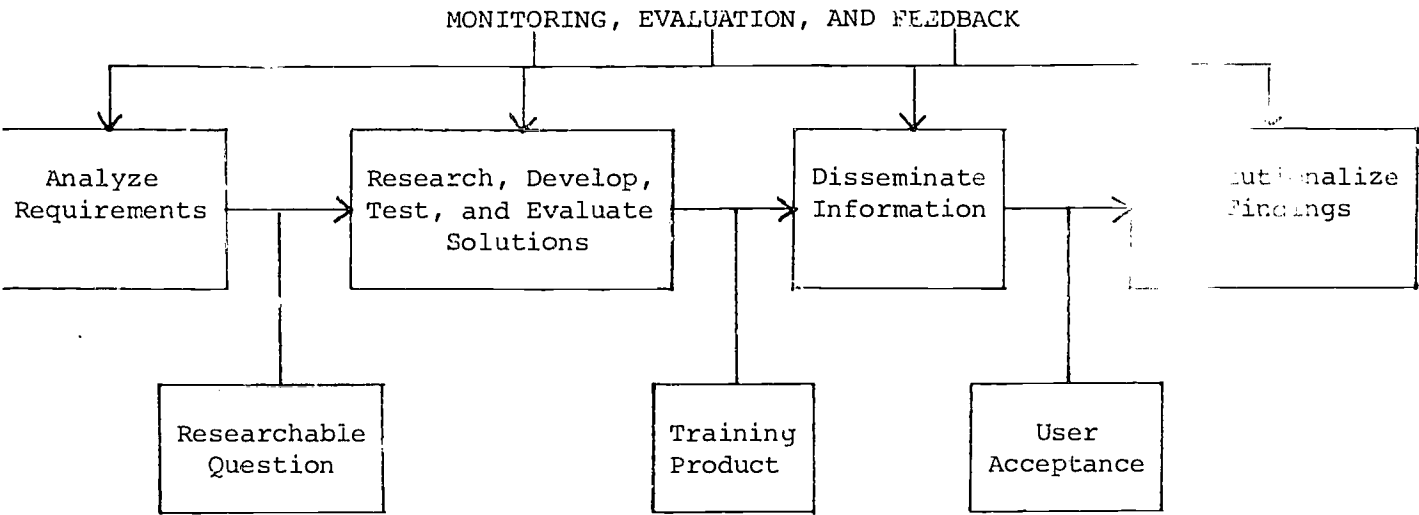 MONITORING, EVALUATION, AND FEEDBACK
Analyze
Requirements
Research, Develop,
Test, and Evaluate
Solutions
Disseminate
Information
Findings
Researchable
Question
Training
Product
User
Acceptance